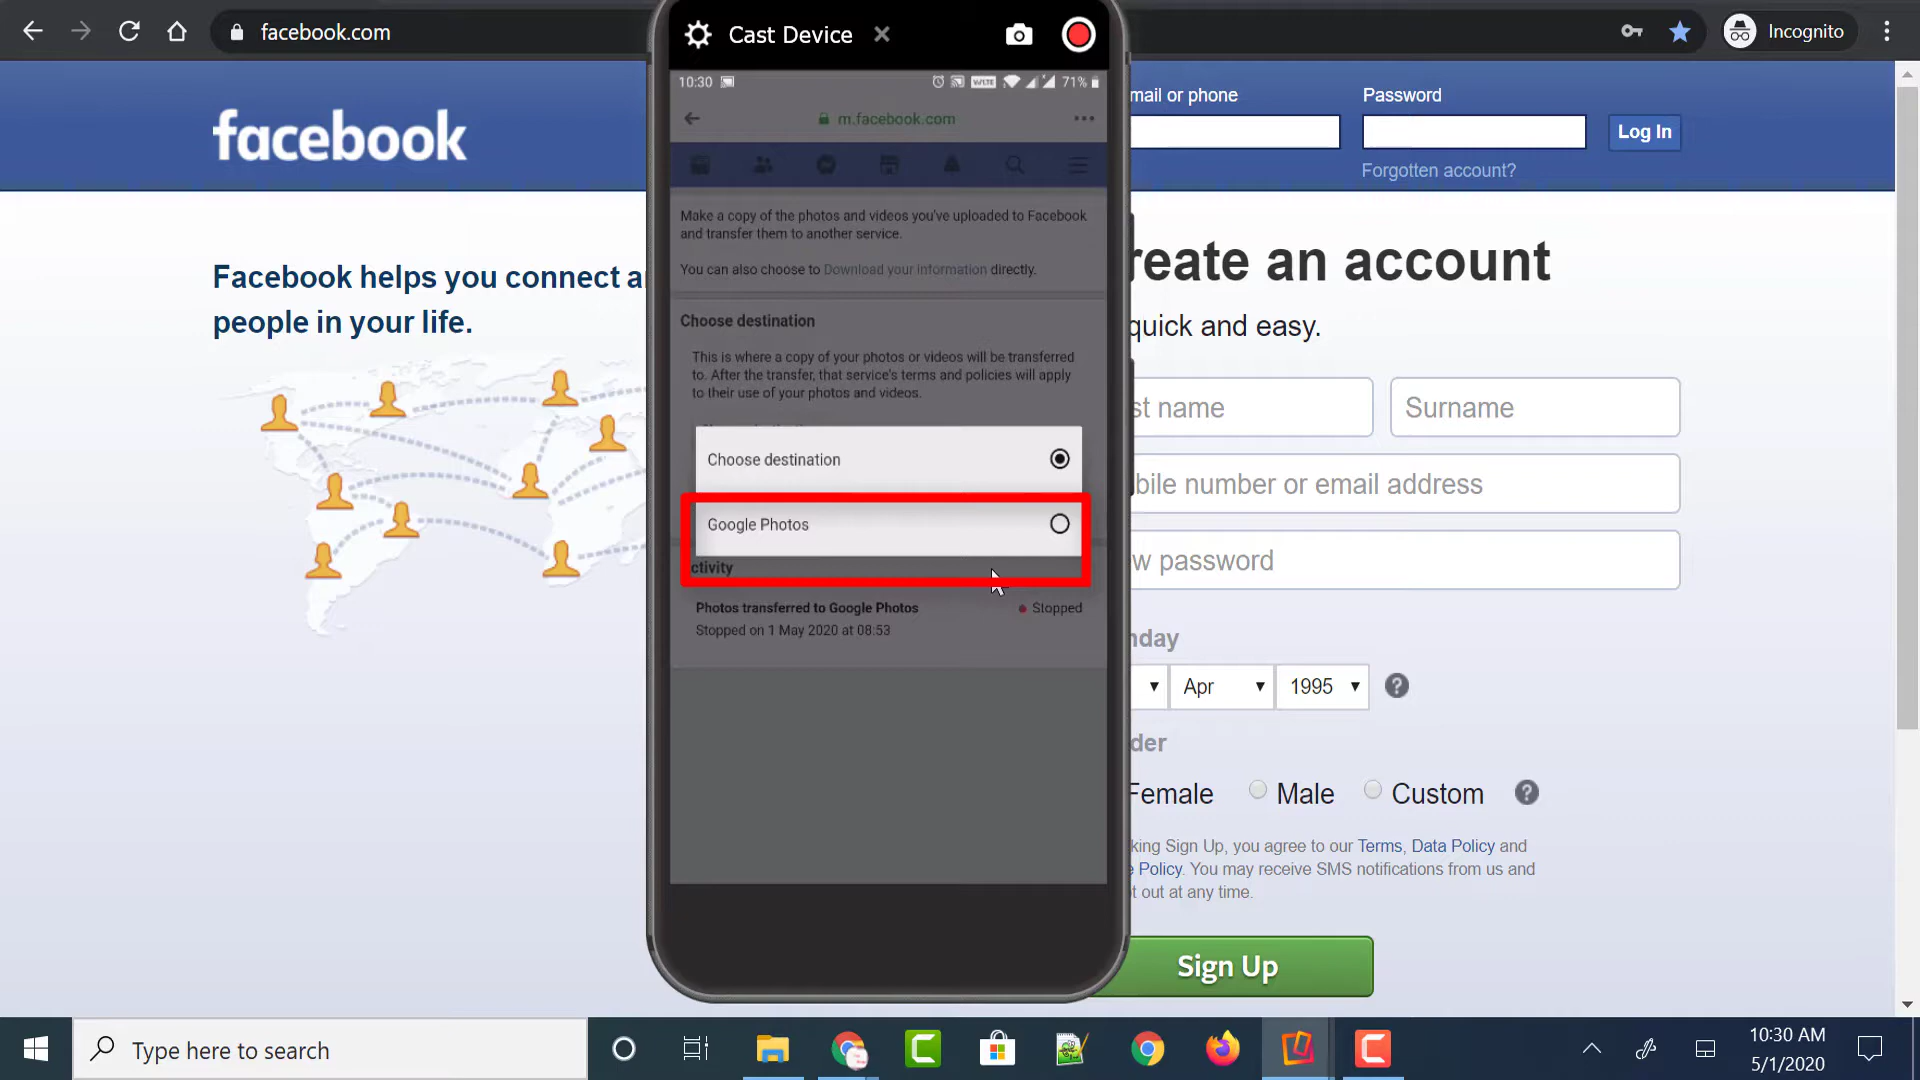 facebook.com
Incognito
Cast Device
10:30
VoLTE
71%
m.facebook.com
Make a copy of the photos and videos you've uploaded to Facebook
and transfer them to another service.
You can also choose to Download your information directly.
Choose destination
This is where a copy of your photos or videos will be transferred
to. After the transfer, that service's terms and policies will apply
to their use of your photos and videos.
Choose destination
Google Photos
ctivity
Photos transferred to Google Photos
Stopped
Stopped on 1 May 2020 at 08:53
facebook
mail or phone
Password
Log In
Forgotten account?
Facebook helps you connect a
people in your life.
reate an account
quick and easy.
st name
Surname
bile number or email address
w password
hday
Apr
1995
der
Female
Male
Custom
king Sign Up, you agree to our Terms, Data Policy and
e Policy. You may receive SMS notifications from us and
t out at any time.
Sign Up
Type here to search
10:30 AM
5/1/2020